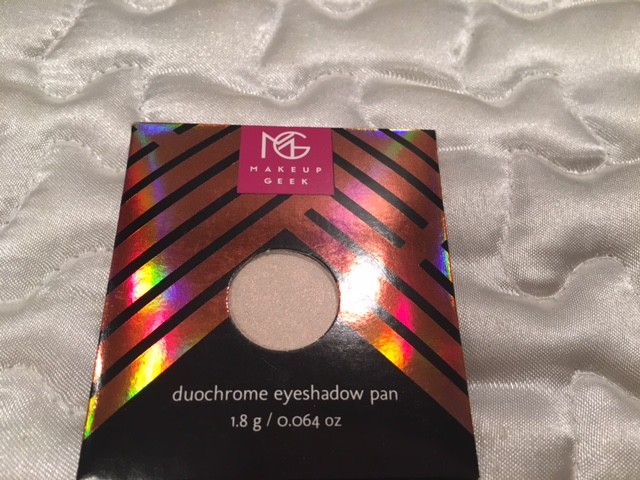 MG
MAKEUP
GEEK
duochrome eyeshadow pan
1.8 g / 0.064 oz